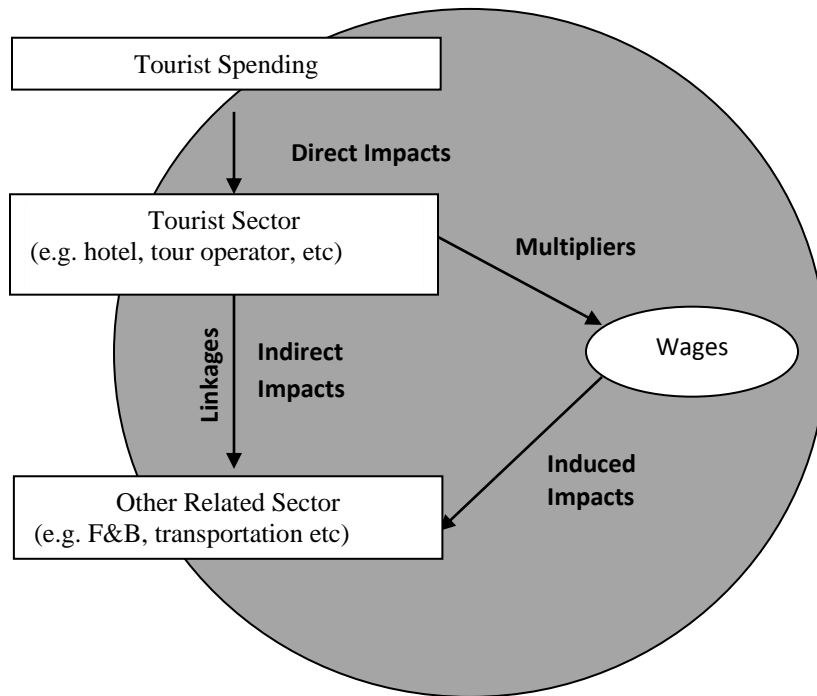 Tourist Spending
Direct Impacts
Tourist Sector
(e.g. hotel, tour operator, etc)
Multipliers
Linkages
Indirect
Impacts
Wages
Induced
Impacts
Other Related Sector
(e.g. F&B, transportation etc)